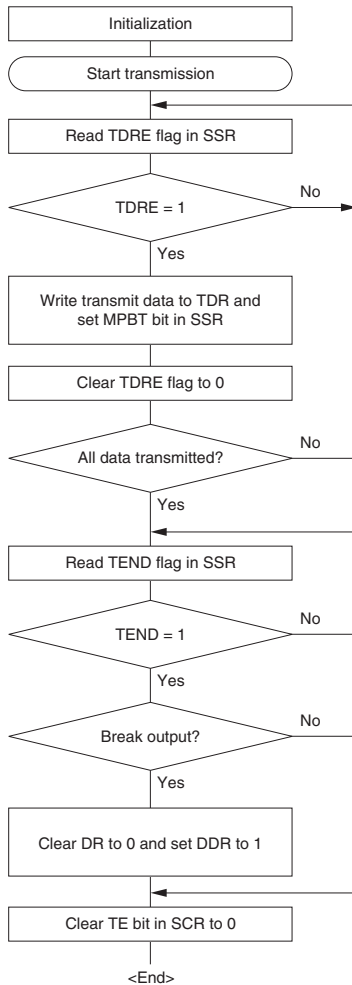 Initialization
Start transmission
Read TDRE flag in SSR
TDRE = 1
No
Yes
Write transmit data to TDR and
set MPBT bit in SSR
Clear TDRE flag to 0
All data transmitted?
No
Yes
Read TEND flag in SSR
TEND = 1
No
Yes
Break output?
No
Yes
Clear DR to 0 and set DDR to 1
Clear TE bit in SCR to 0
<End>